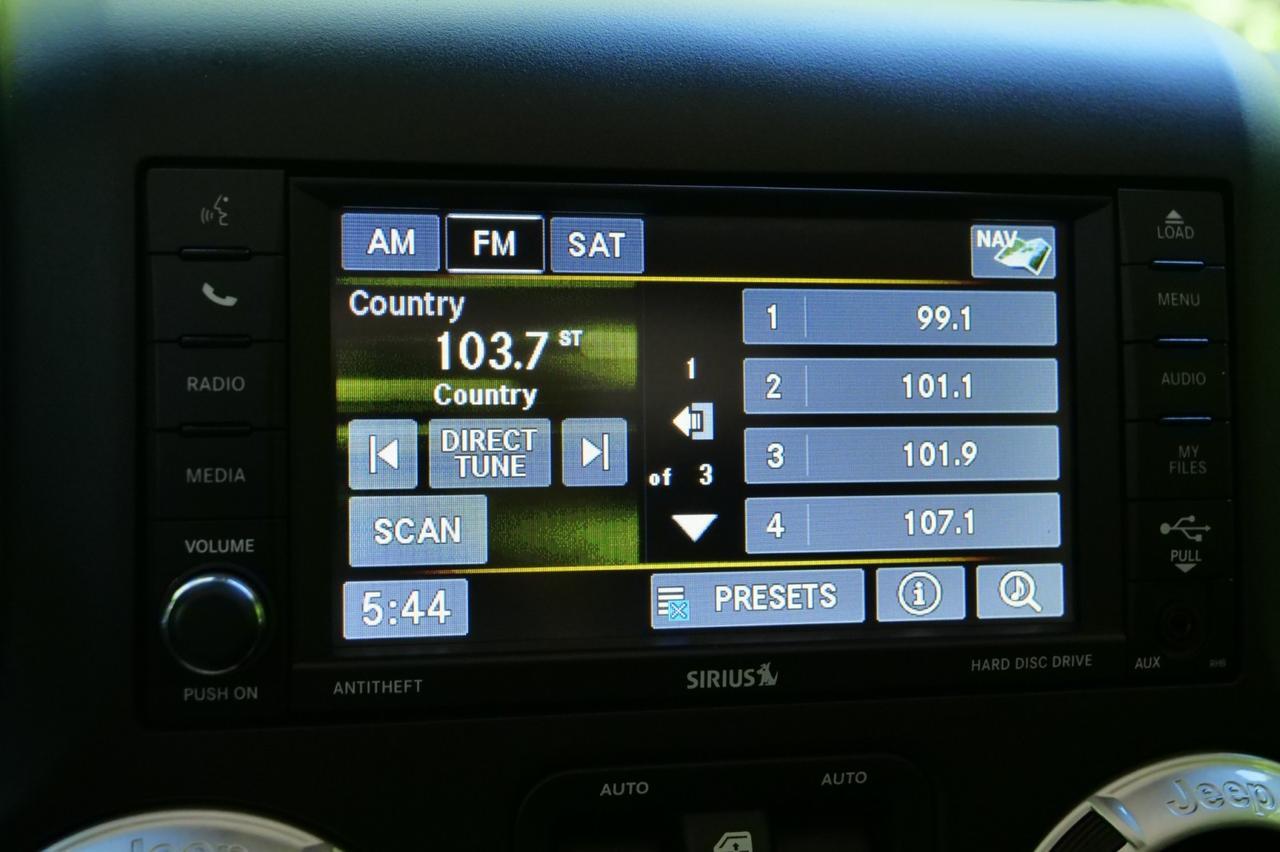 AM FM SAT NAV
Country
103.7 ST
Country
DIRECT
TUNE
SCAN
5:44
1
of 3
1 99.1
2 101.1
3 101.9
4 107.1
PRESETS
i
RADIO
MEDIA
VOLUME
PUSH ON
LOAD
MENU
AUDIO
MY
FILES
PULL
ANTITHEFT
SIRIUS
HARD DISC DRIVE
AUX
RHB
AUTO
AUTO
Jeep
Jeep